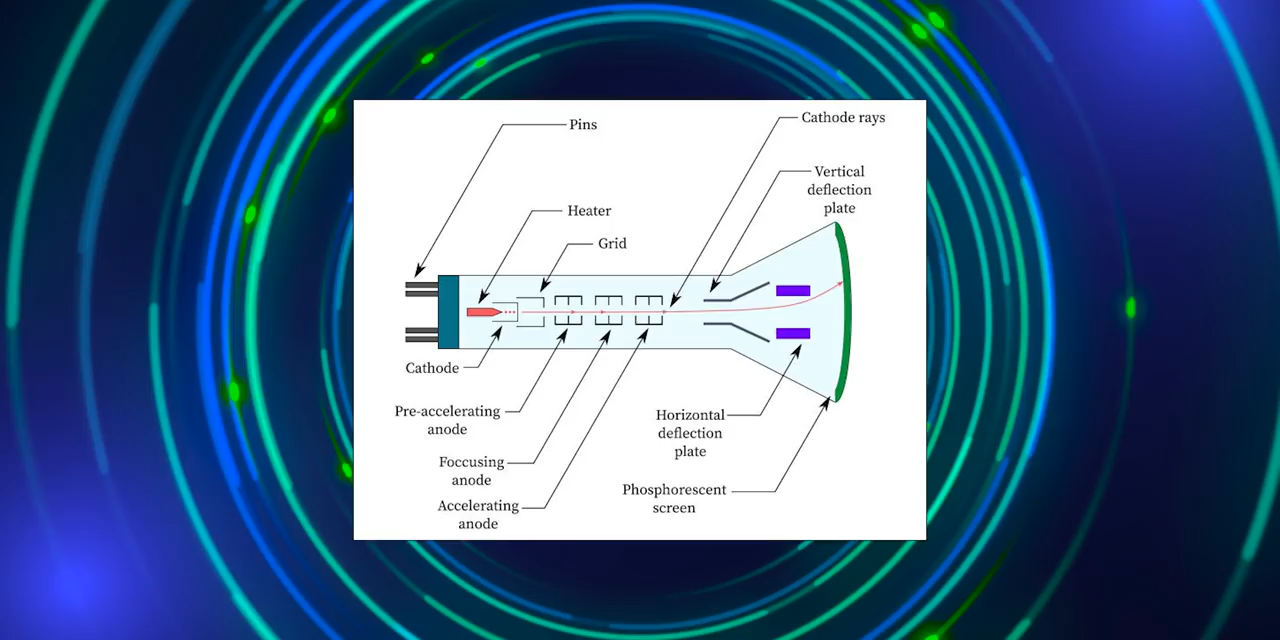 Pins
Cathode rays
Vertical
deflection
plate
Heater
Grid
Cathode
Pre-accelerating
anode
Foccusing
anode
Accelerating
anode
Horizontal
deflection
plate
Phosphorescent
screen